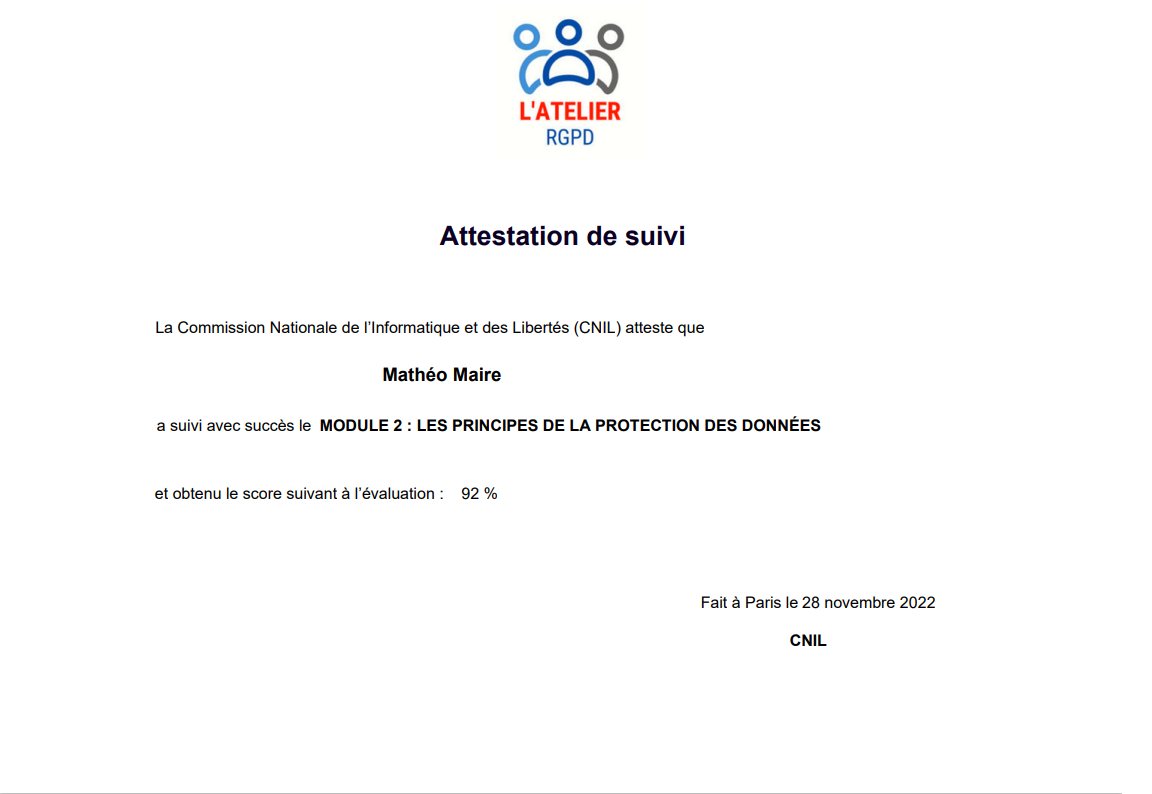 L'ATELIER
RGPD
Attestation de suivi
La Commission Nationale de l’Informatique et des Libertés (CNIL) atteste que
Mathéo Maire
a suivi avec succès le MODULE 2 : LES PRINCIPES DE LA PROTECTION DES DONNÉES
et obtenu le score suivant à l’évaluation : 92 %
Fait à Paris le 28 novembre 2022
CNIL